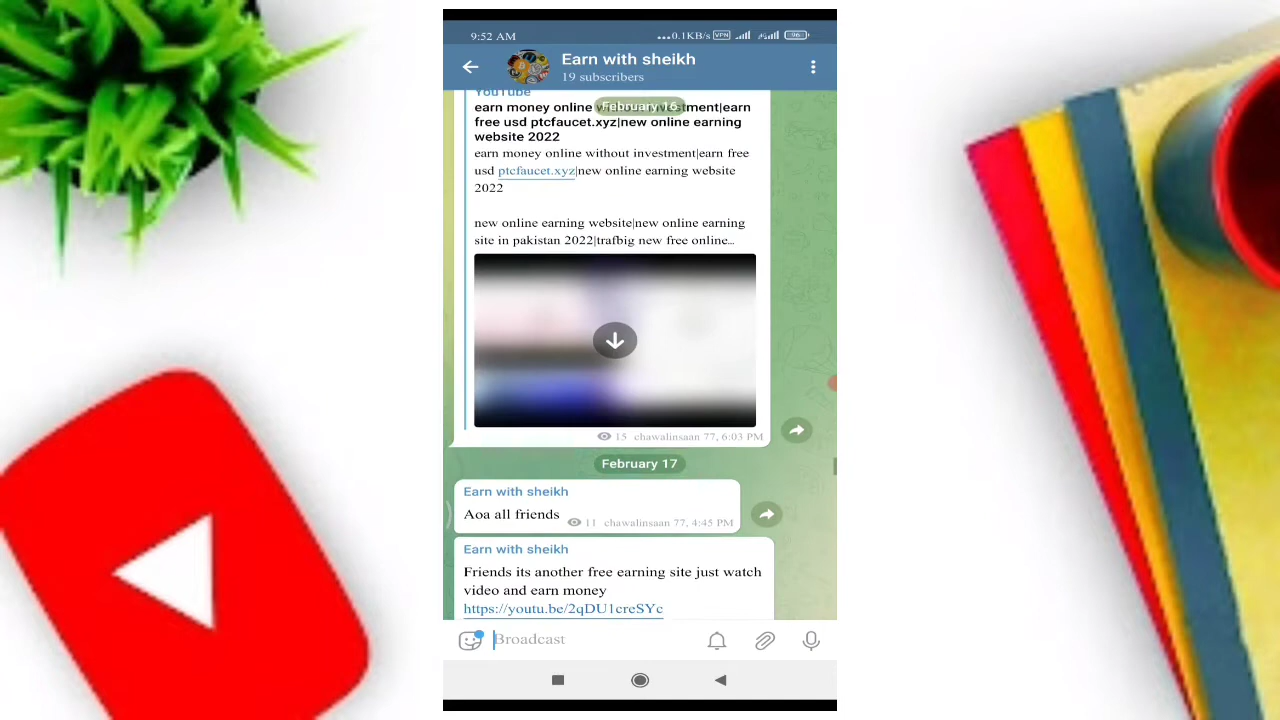 9:52 AM
0.1KB/s VPN 96
Earn with sheikh
19 subscribers
YouTube
February 16
earn money online without investment|earn
free usd ptcfaucet.xyz|new online earning
website 2022
earn money online without investment|earn free
usd ptcfaucet.xyz|new online earning website
2022
new online earning website|new online earning
site in pakistan 2022|trafbig new free online...
15 chawalinsaan 77, 6:03 PM
February 17
Earn with sheikh
Aoa all friends
11 chawalinsaan 77, 4:45 PM
Earn with sheikh
Friends its another free earning site just watch
video and earn money
https://youtu.be/2qDU1creSYc
Broadcast